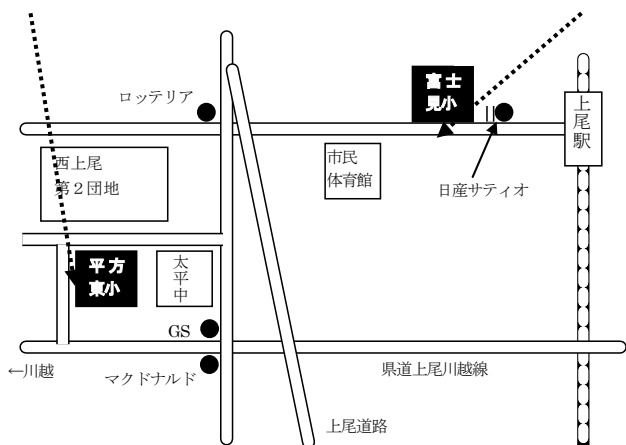 ロッテリア
富士
見小
上尾駅
西上尾
第２団地
市民
体育館
日産サティオ
平方
東小
太平中
GS
←川越
マクドナルド
県道上尾川越線
上尾道路